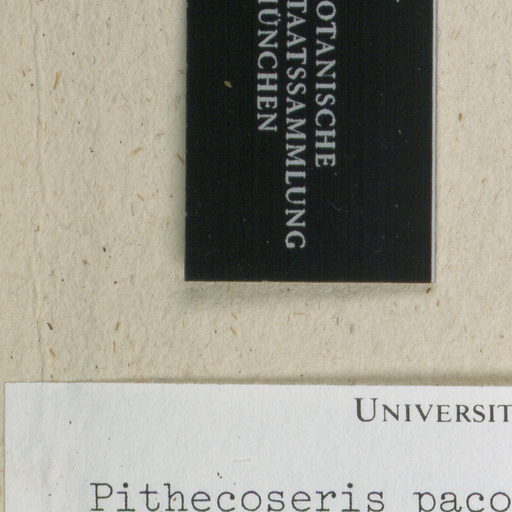 OTANISCHE
TAATSSAMMLUNG
ÜNCHEN
UNIVERSIT
Pithecoseris paco